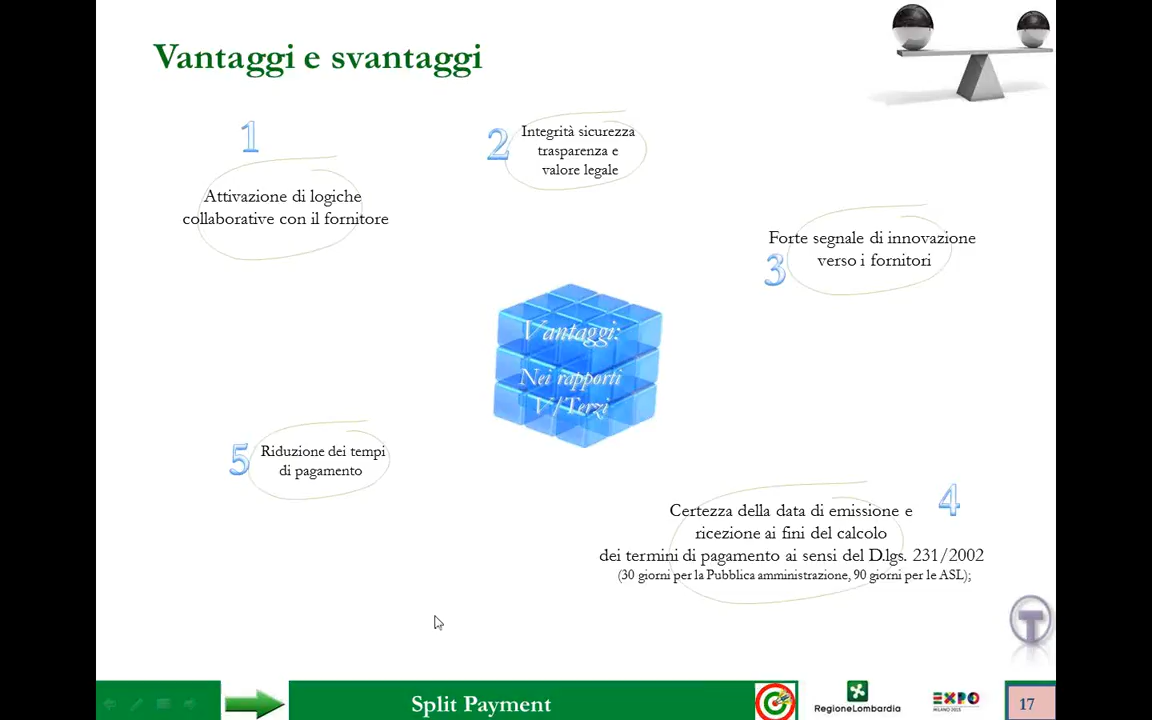 Vantaggi e svantaggi
1
Attivazione di logiche
collaborative con il fornitore
2
Integrità sicurezza
trasparenza e
valore legale
3
Forte segnale di innovazione
verso i fornitori
Vantaggi:
Nei rapporti
V/Terzi
5
Riduzione dei tempi
di pagamento
4
Certezza della data di emissione e
ricezione ai fini del calcolo
dei termini di pagamento ai sensi del D.lgs. 231/2002
(30 giorni per la Pubblica amministrazione, 90 giorni per le ASL);
T
Split Payment
RegioneLombardia
EXPO
MILANO 2015
17